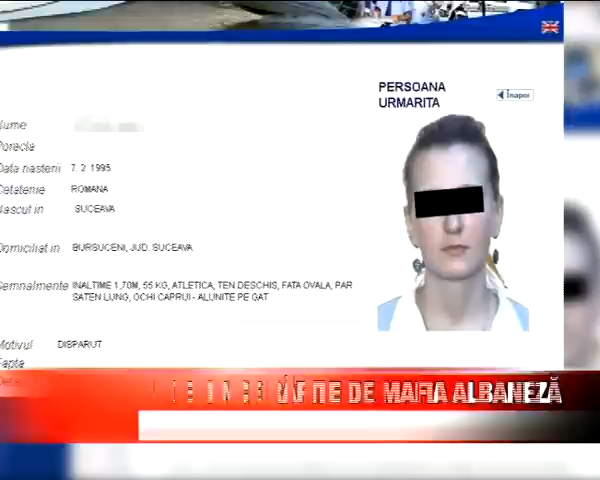 PERSOANA
URMARITA
Inapoi
Nume
Porecla
Data nasterii 7. 2. 1995
Cetatenie ROMANA
Nascut in SUCEAVA
Domiciliat in BURSUCENI, JUD. SUCEAVA
Semnalmente INALTIME 1,70M, 55 KG, ATLETICA, TEN DESCHIS, FATA OVALA, PAR
SATEN LUNG, OCHI CAPRUI - ALUNITE PE GAT
Motivul DISPARUT
Fapta
DE MAFIA ALBANEZĂ